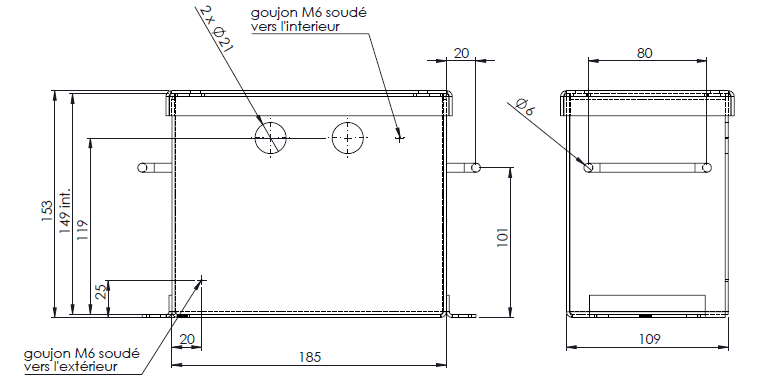 goujon M6 soudé
vers l'interieur
2 x Ø21
20
80
Ø6
153
149 int.
119
101
25
20
185
109
goujon M6 soudé
vers l'extérieur